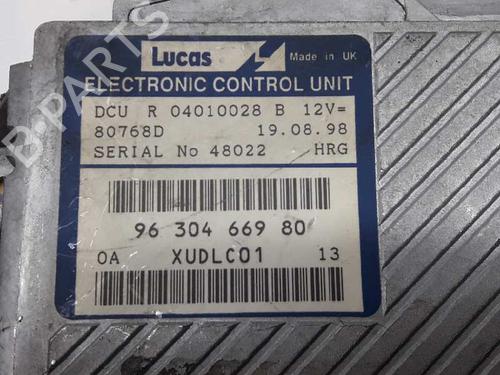 Lucas Made in UK
ELECTRONIC CONTROL UNIT
DCU R 04010028 B 12V=
80768D 19.08.98
SERIAL No 48022 HRG
96 304 669 80
0A XUDLC01 13